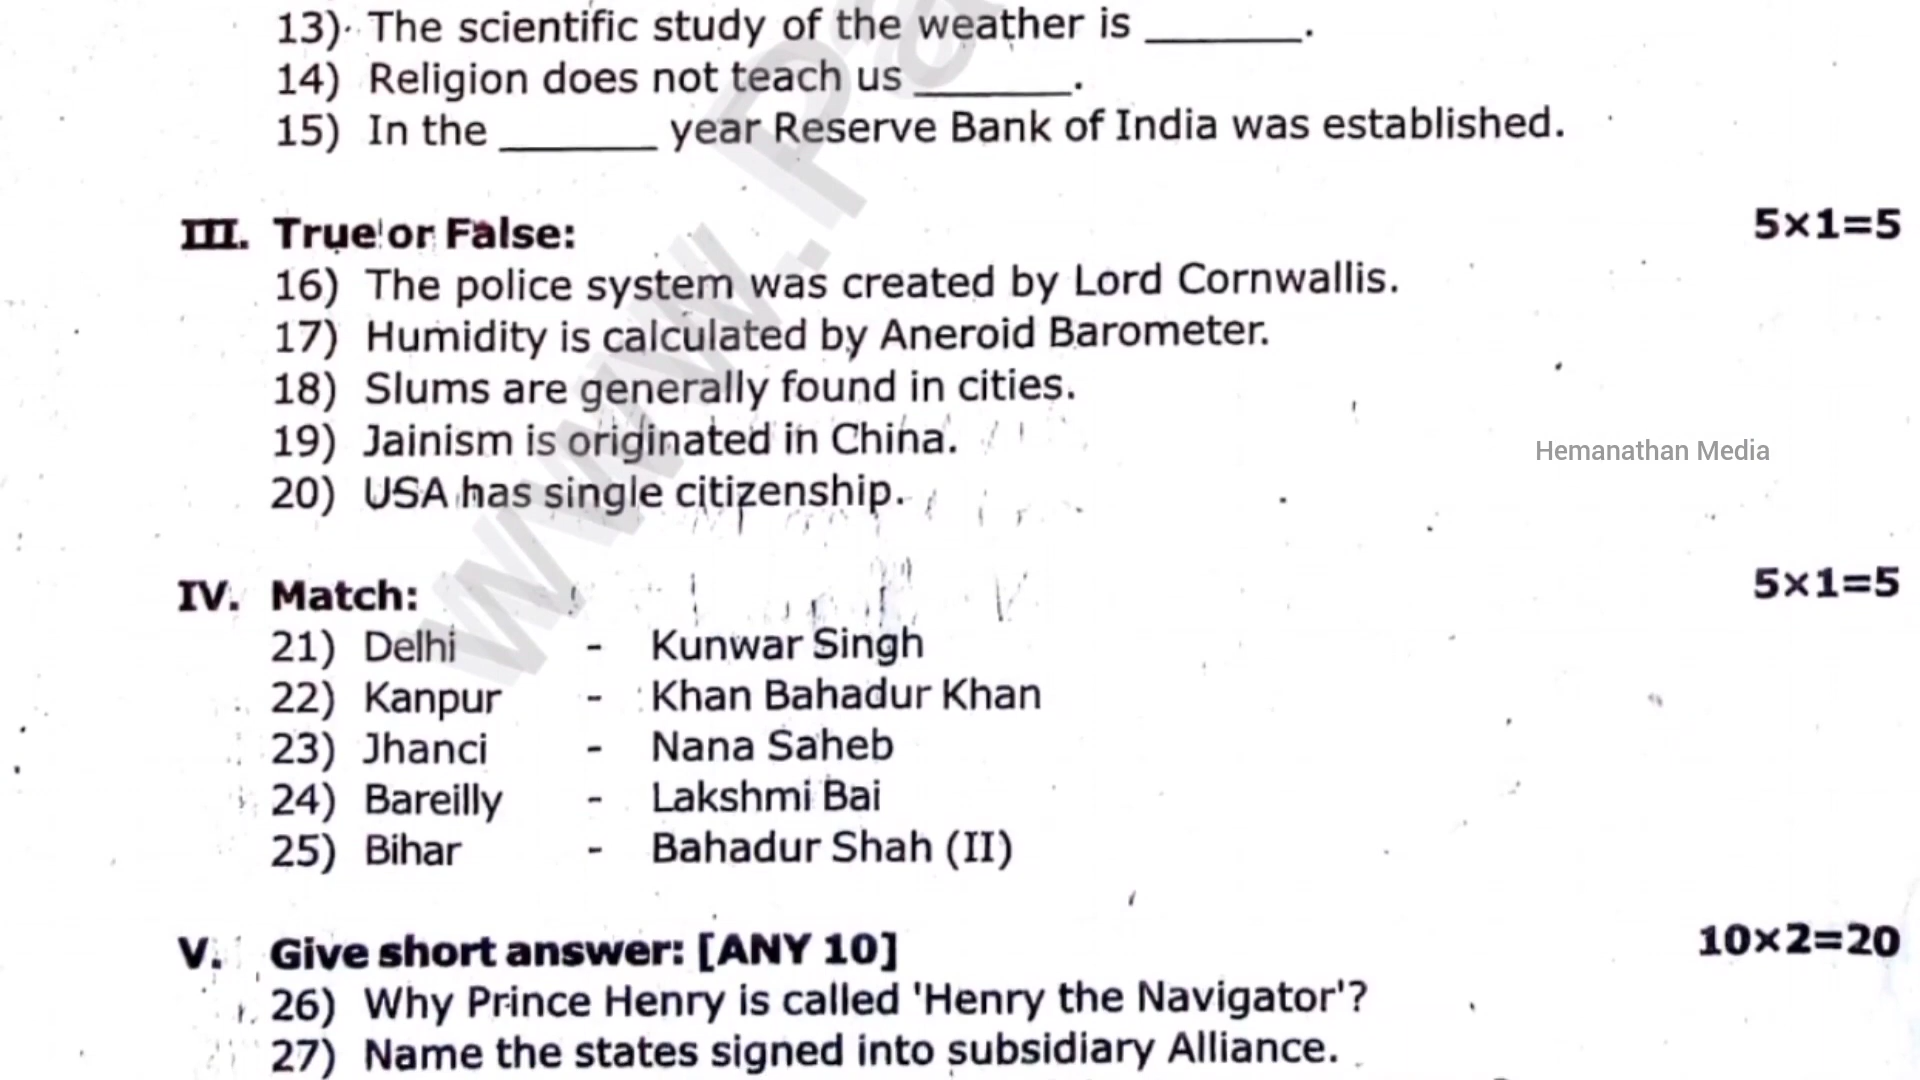 13) The scientific study of the weather is _______.
14) Religion does not teach us _______.
15) In the _______ year Reserve Bank of India was established.
III. True or False: 5×1=5
16) The police system was created by Lord Cornwallis.
17) Humidity is calculated by Aneroid Barometer.
18) Slums are generally found in cities.
19) Jainism is originated in China.
Hemanathan Media
20) USA has single citizenship.
IV. Match: 5×1=5
21) Delhi - Kunwar Singh
22) Kanpur - Khan Bahadur Khan
23) Jhanci - Nana Saheb
24) Bareilly - Lakshmi Bai
25) Bihar - Bahadur Shah (II)
V. Give short answer: [ANY 10] 10×2=20
26) Why Prince Henry is called 'Henry the Navigator'?
27) Name the states signed into subsidiary Alliance.
www.Pa